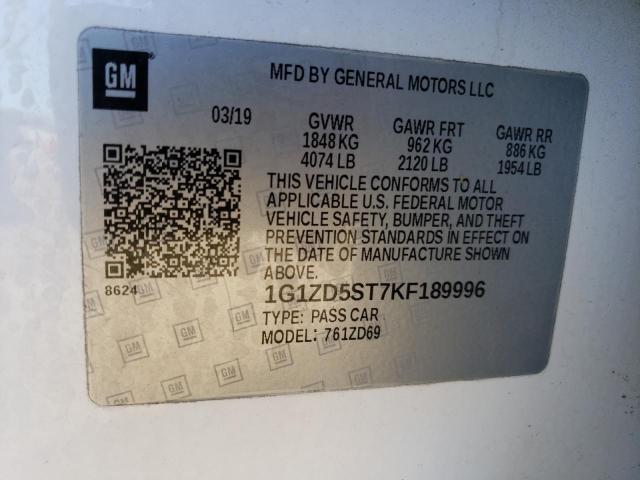 GM
MFD BY GENERAL MOTORS LLC
03/19 GVWR GAWR FRT GAWR RR
1848 KG 962 KG 886 KG
4074 LB 2120 LB 1954 LB
THIS VEHICLE CONFORMS TO ALL
APPLICABLE U.S. FEDERAL MOTOR
VEHICLE SAFETY, BUMPER, AND THEFT
PREVENTION STANDARDS IN EFFECT ON
THE DATE OF MANUFACTURE SHOWN
ABOVE.
8624
1G1ZD5ST7KF189996
TYPE: PASS CAR
MODEL: 761ZD69